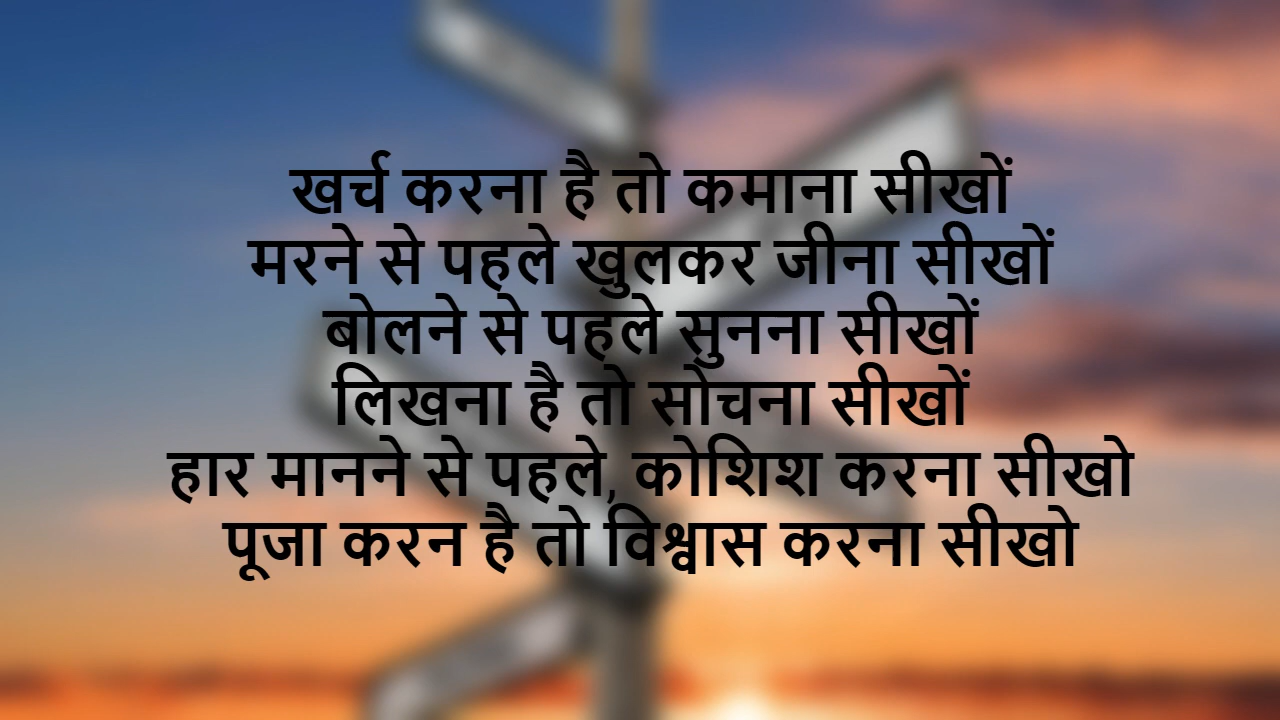 खर्च करना है तो कमाना सीखों
मरने से पहले खुलकर जीना सीखों
बोलने से पहले सुनना सीखों
लिखना है तो सोचना सीखों
हार मानने से पहले, कोशिश करना सीखो
पूजा करन है तो विश्वास करना सीखो